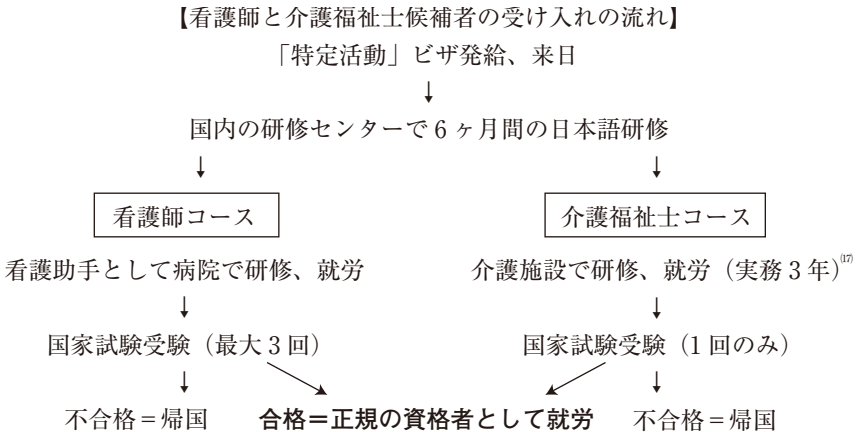 【看護師と介護福祉士候補者の受け入れの流れ】
「特定活動」ビザ発給、来日
↓
国内の研修センターで6ヶ月間の日本語研修
↓ ↓
看護師コース 介護福祉士コース
看護助手として病院で研修、就労 介護施設で研修、就労（実務3年）⒄
↓ ↓
国家試験受験（最大3回） 国家試験受験（1回のみ）
↓ ↘ ↙ ↓
不合格＝帰国 合格＝正規の資格者として就労 不合格＝帰国